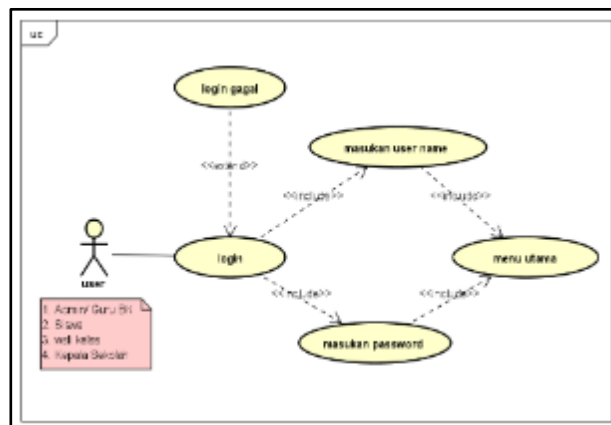 uc
login gagal
<<extend>>
masukan user name
<<include>>
<<include>>
login
menu utama
user
<<include>>
<<include>>
masukan password
1. Admin/ Guru BK
2. Siswa
3. wali kelas
4. Kepala Sekolah